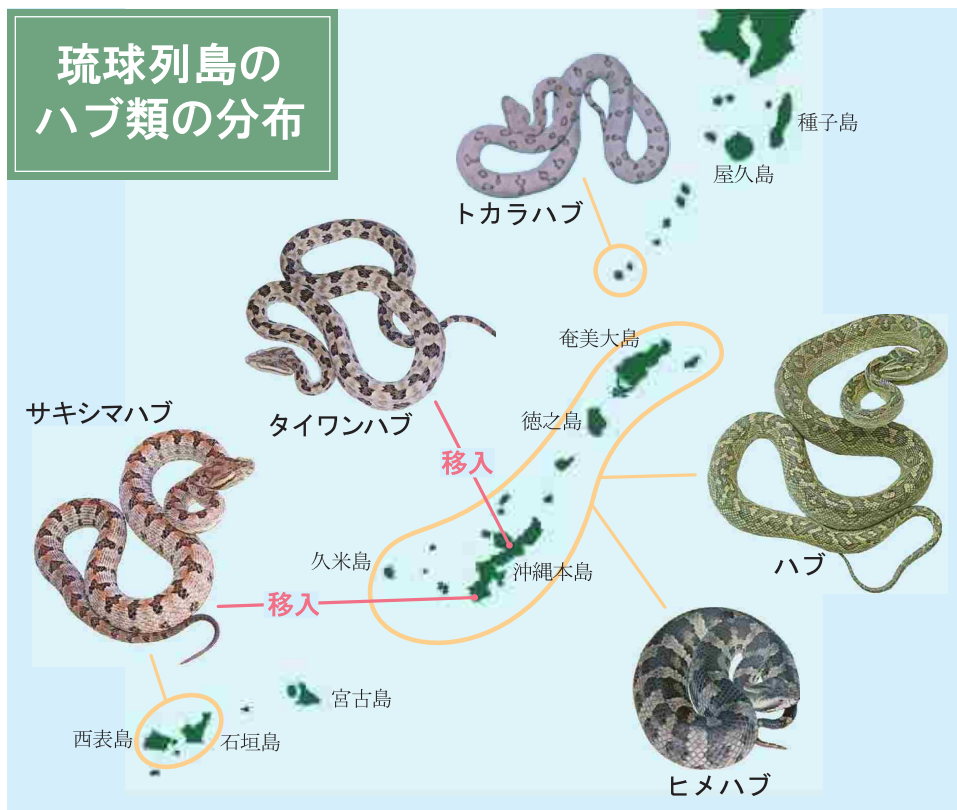 琉球列島の
ハブ類の分布
種子島
屋久島
トカラハブ
奄美大島
徳之島
タイワンハブ
サキシマハブ
移入
久米島
沖縄本島
ハブ
移入
宮古島
西表島
石垣島
ヒメハブ